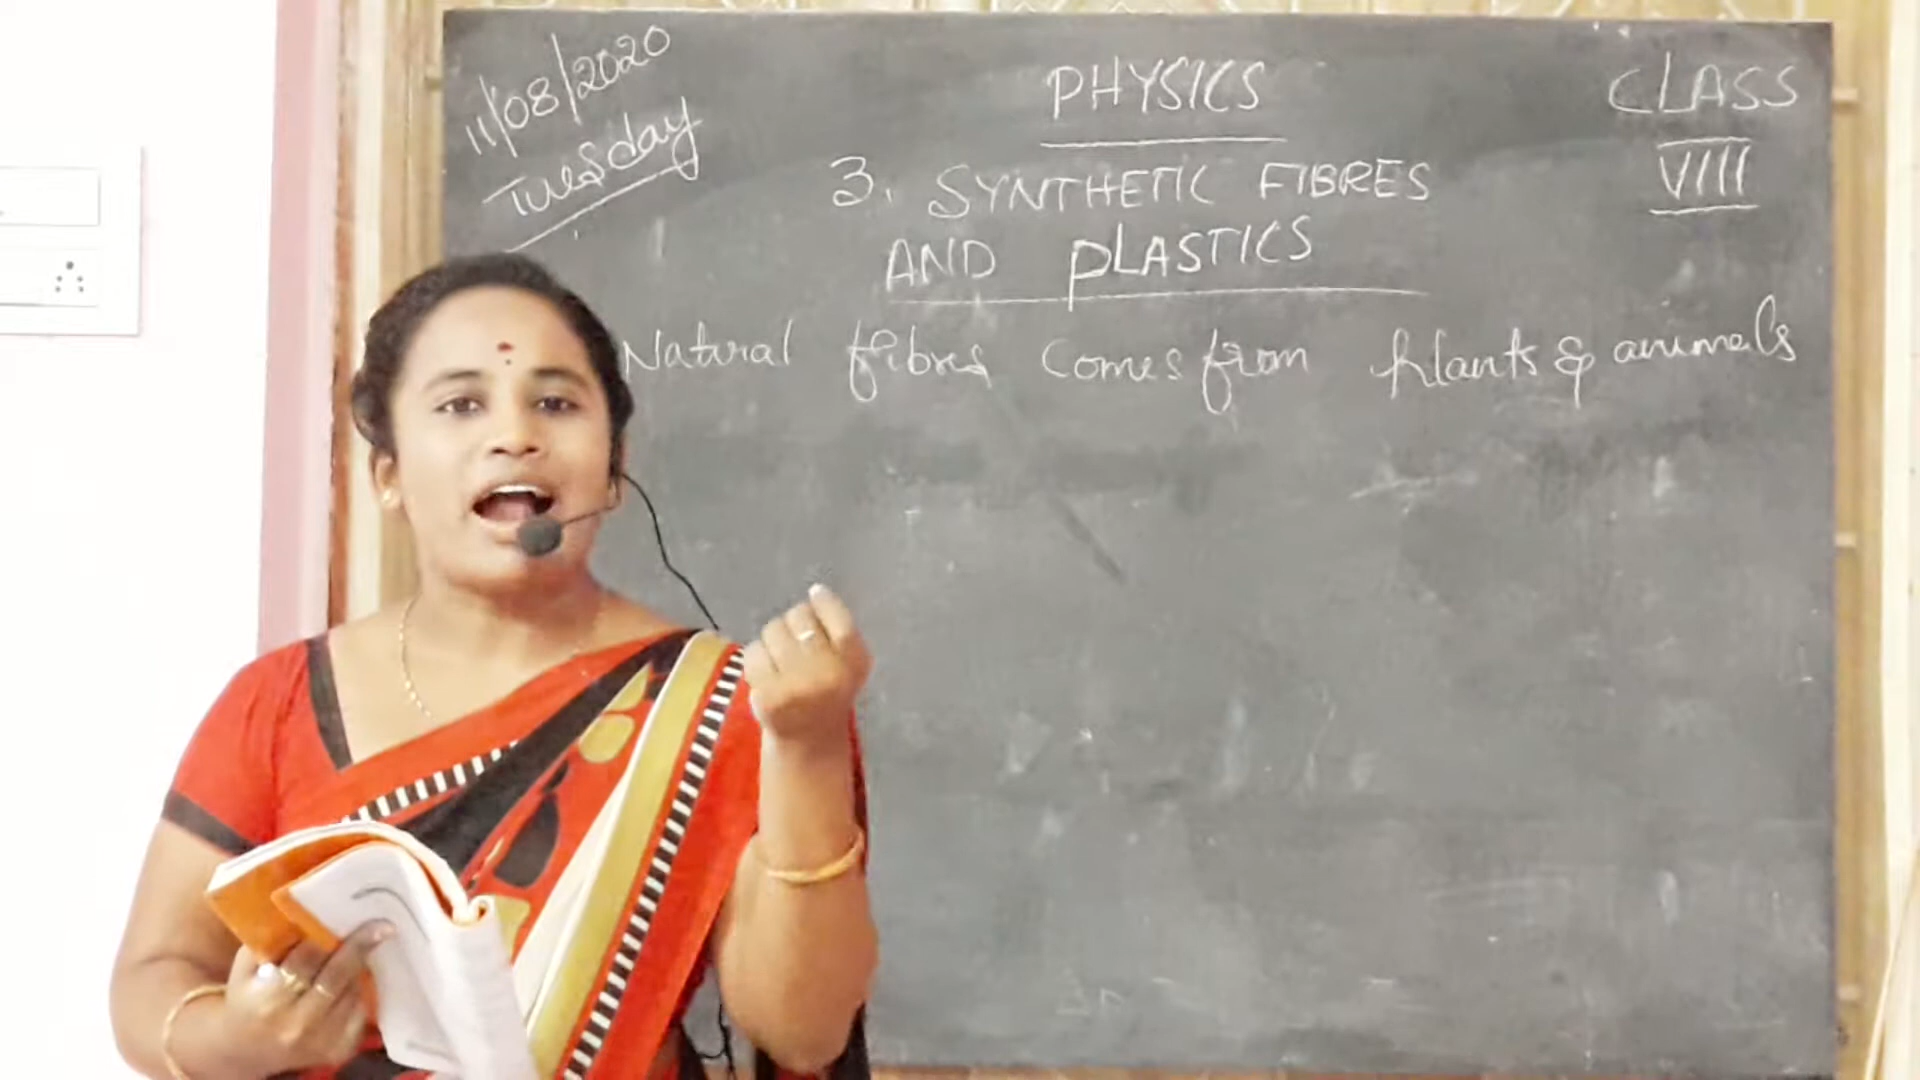 11/08/2020
Tuesday
PHYSICS
CLASS
VIII
3. SYNTHETIC FIBRES
AND PLASTICS
Natural fibres Comes from Plants & animals